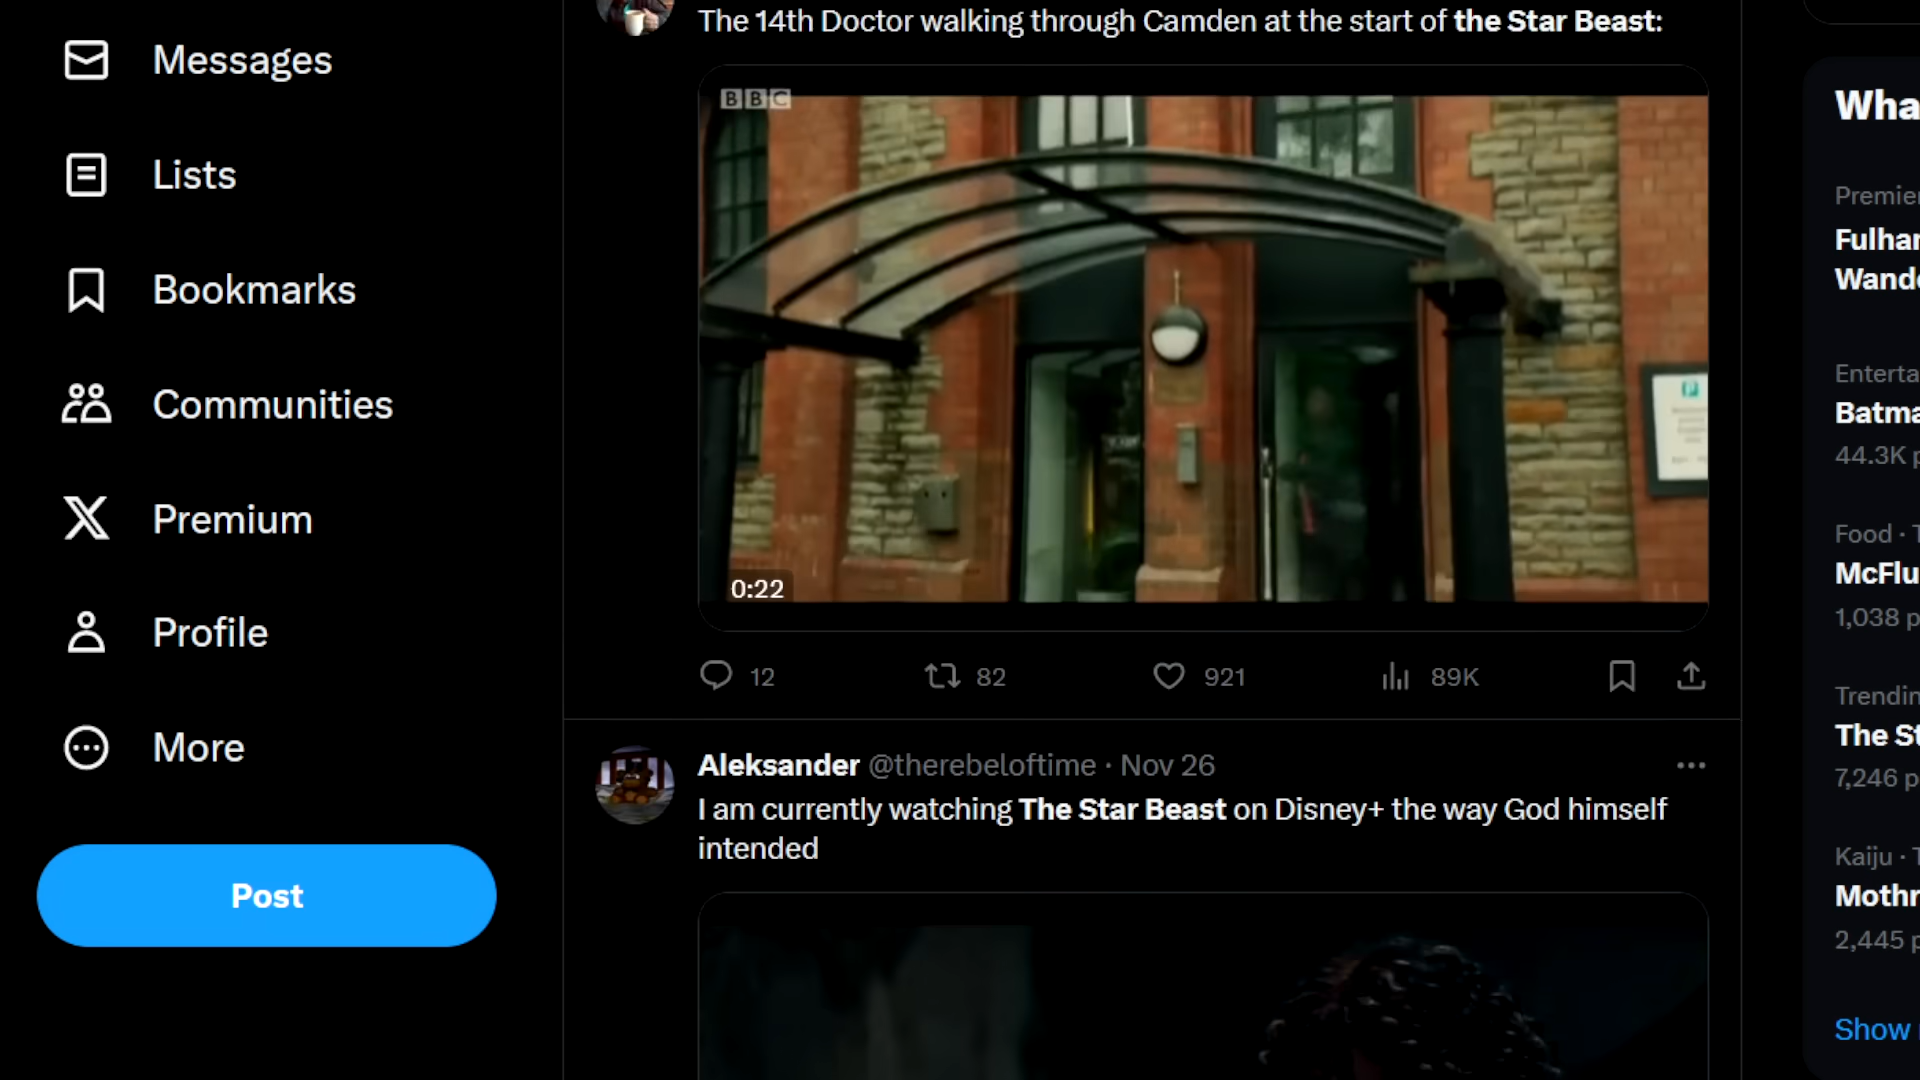 Messages
Lists
Bookmarks
Communities
Premium
Profile
More
Post
The 14th Doctor walking through Camden at the start of the Star Beast:
BBC
0:22
12 82 921 89K
Aleksander @therebeloftime · Nov 26
I am currently watching The Star Beast on Disney+ the way God himself
intended
Wha
Premier
Fulhar
Wande
Enterta
Batma
44.3K p
Food · T
McFlu
1,038 p
Trendin
The St
7,246 p
Kaiju · T
Mothr
2,445 p
Show